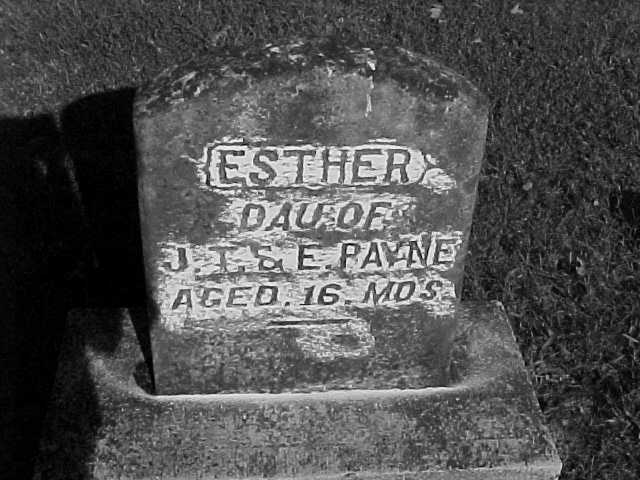 ESTHER
DAU. OF
J. T. & E. PAYNE
AGED. 16. MOS.